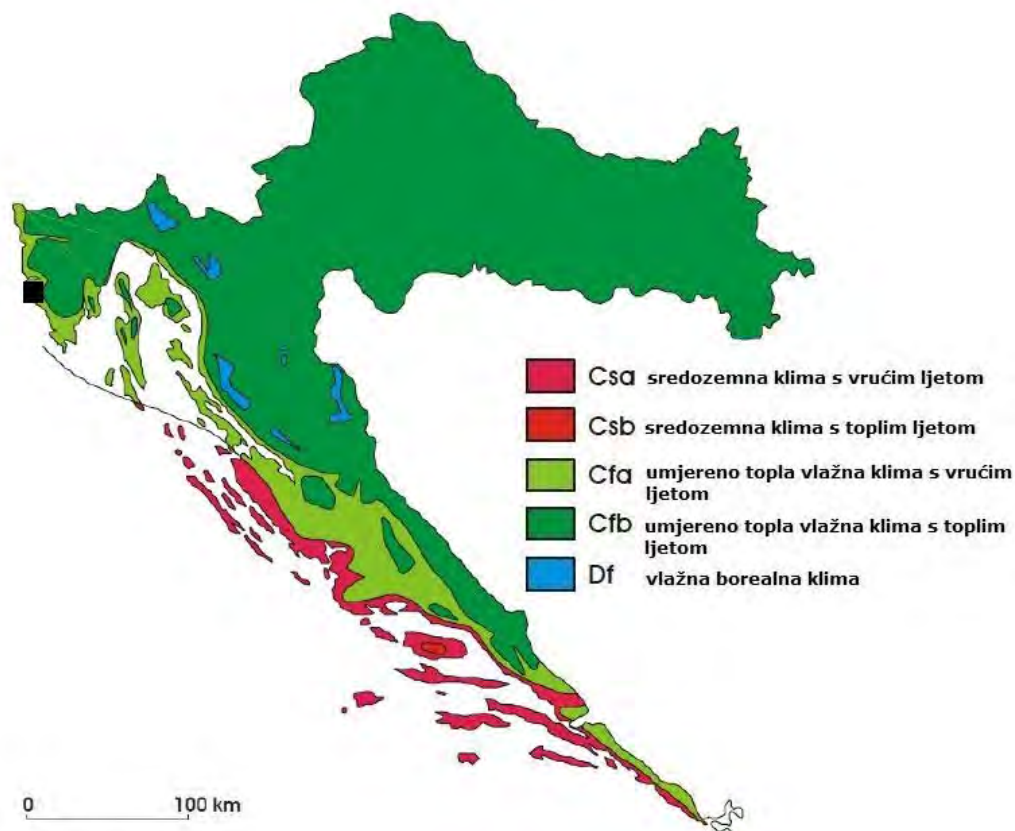 Csa sredozemna klima s vrućim ljetom
Csb sredozemna klima s toplim ljetom
Cfa umjereno topla vlažna klima s vrućim
ljetom
Cfb umjereno topla vlažna klima s toplim
ljetom
Df vlažna borealna klima
0 100 km